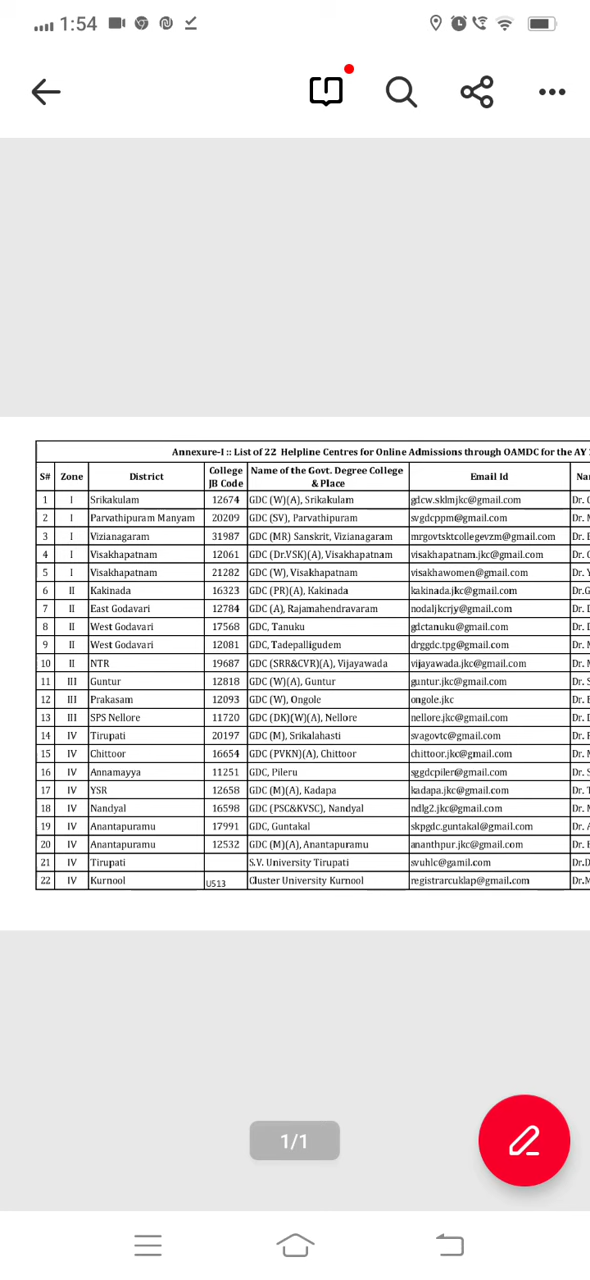 1:54
Annexure-I :: List of 22 Helpline Centres for Online Admissions through OAMDC for the AY
S# Zone District College JB Code Name of the Govt. Degree College & Place Email Id
1 I Srikakulam 12674 GDC (W)(A), Srikakulam gdcw.sklmjkc@gmail.com Dr.
2 I Parvathipuram Manyam 20209 GDC (SV), Parvathipuram svgdcppm@gmail.com Dr.
3 I Vizianagaram 31987 GDC (MR) Sanskrit, Vizianagaram mrgovtsktcollegevzm@gmail.com Dr.
4 I Visakhapatnam 12061 GDC (Dr.VSK)(A), Visakhapatnam visakhapatnam.jkc@gmail.com Dr.
5 I Visakhapatnam 21282 GDC (W), Visakhapatnam visakhawomen@gmail.com Dr.
6 II Kakinada 16323 GDC (PR)(A), Kakinada kakinada.jkc@gmail.com Dr.G
7 II East Godavari 12784 GDC (A), Rajamahendravaram nodaljkcrjy@gmail.com Dr.
8 II West Godavari 17568 GDC, Tanuku gdctanuku@gmail.com Dr.
9 II West Godavari 12081 GDC, Tadepalligudem drggdc.tpg@gmail.com Dr.
10 II NTR 19687 GDC (SRR&CVR)(A), Vijayawada vijayawada.jkc@gmail.com Dr.
11 III Guntur 12818 GDC (W)(A), Guntur guntur.jkc@gmail.com Dr.
12 III Prakasam 12093 GDC (W), Ongole ongole.jkc Dr.
13 III SPS Nellore 11720 GDC (DK)(W)(A), Nellore nellore.jkc@gmail.com Dr.
14 IV Tirupati 20197 GDC (M), Srikalahasti svagovtc@gmail.com Dr.
15 IV Chittoor 16654 GDC (PVKN)(A), Chittoor chittoor.jkc@gmail.com Dr.
16 IV Annamayya 11251 GDC, Pileru sggdcpiler@gmail.com Dr.
17 IV YSR 12658 GDC (M)(A), Kadapa kadapa.jkc@gmail.com Dr.
18 IV Nandyal 16598 GDC (PSC&KVSC), Nandyal ndlg2.jkc@gmail.com Dr.
19 IV Anantapuramu 17991 GDC, Guntakal skpgdc.guntakal@gmail.com Dr.
20 IV Anantapuramu 12532 GDC (M)(A), Anantapuramu ananthpur.jkc@gmail.com Dr.
21 IV Tirupati S.V. University Tirupati svuhlc@gamil.com Dr.D
22 IV Kurnool U513 Cluster University Kurnool registrarcuklap@gmail.com Dr.M
1/1